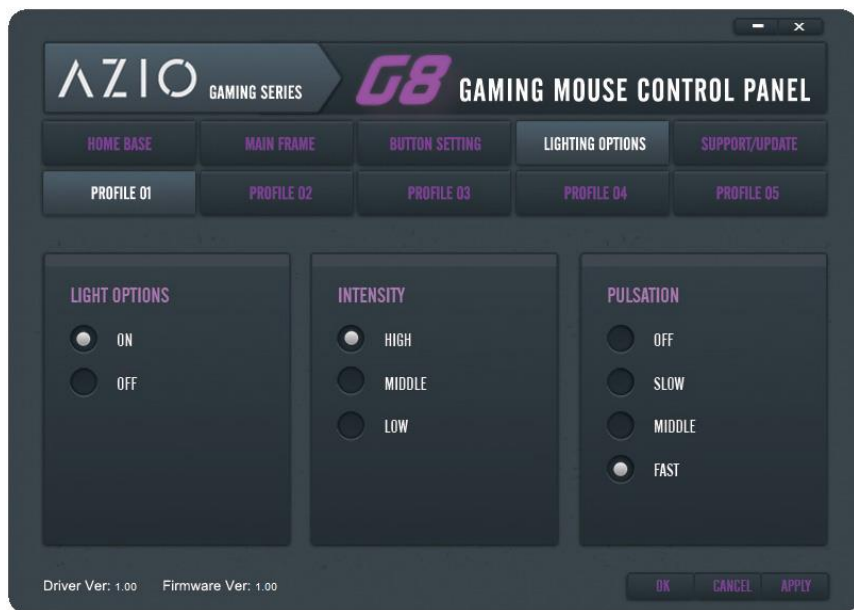 AZIO GAMING SERIES G8 GAMING MOUSE CONTROL PANEL
HOME BASE MAIN FRAME BUTTON SETTING LIGHTING OPTIONS SUPPORT/UPDATE
PROFILE 01 PROFILE 02 PROFILE 03 PROFILE 04 PROFILE 05
LIGHT OPTIONS
ON
OFF
INTENSITY
HIGH
MIDDLE
LOW
PULSATION
OFF
SLOW
MIDDLE
FAST
Driver Ver: 1.00 Firmware Ver: 1.00
OK CANCEL APPLY